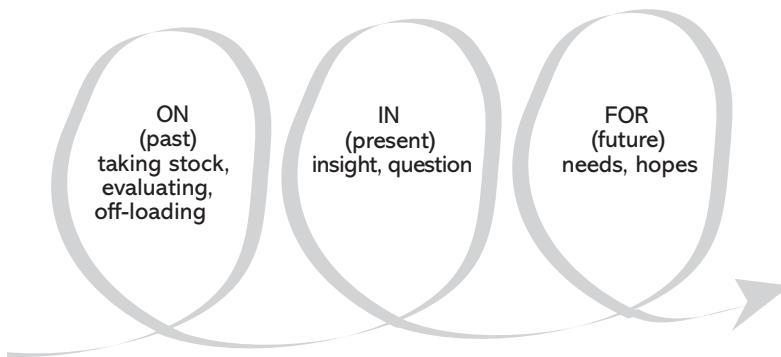 ON
(past)
taking stock,
evaluating,
off-loading
IN
(present)
insight, question
FOR
(future)
needs, hopes